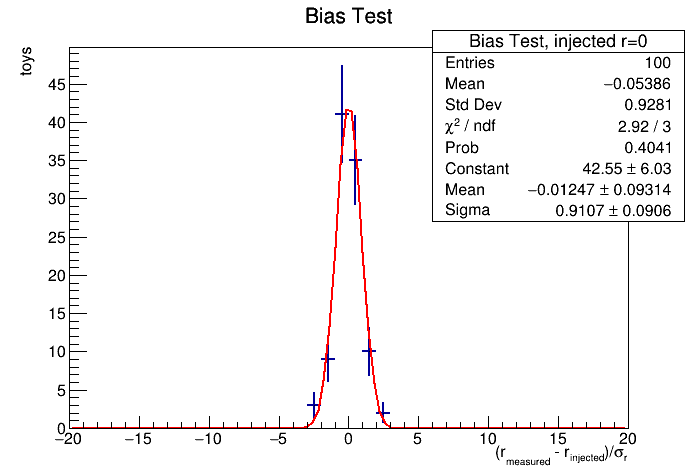 Bias Test
toys
Bias Test, injected r=0
Entries 100
Mean −0.05386
Std Dev 0.9281
χ² / ndf 2.92 / 3
Prob 0.4041
Constant 42.55 ± 6.03
Mean −0.01247 ± 0.09314
Sigma 0.9107 ± 0.0906
45
40
35
30
25
20
15
10
5
0
−20 −15 −10 −5 0 5 10 15 20
(r_measured - r_injected)/σ_r